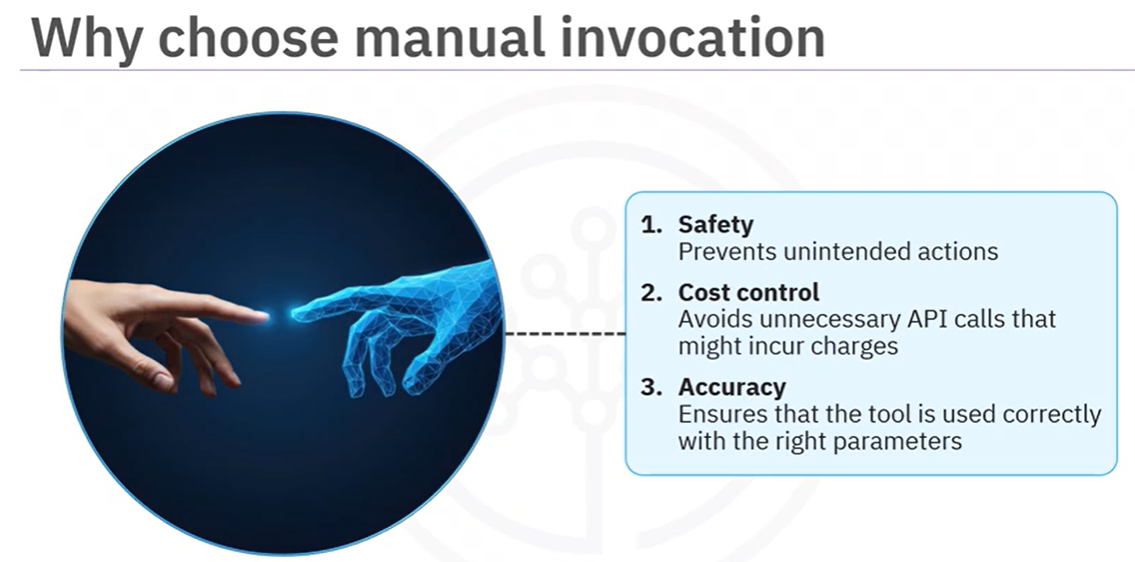 Why choose manual invocation
1. Safety
Prevents unintended actions
2. Cost control
Avoids unnecessary API calls that
might incur charges
3. Accuracy
Ensures that the tool is used correctly
with the right parameters